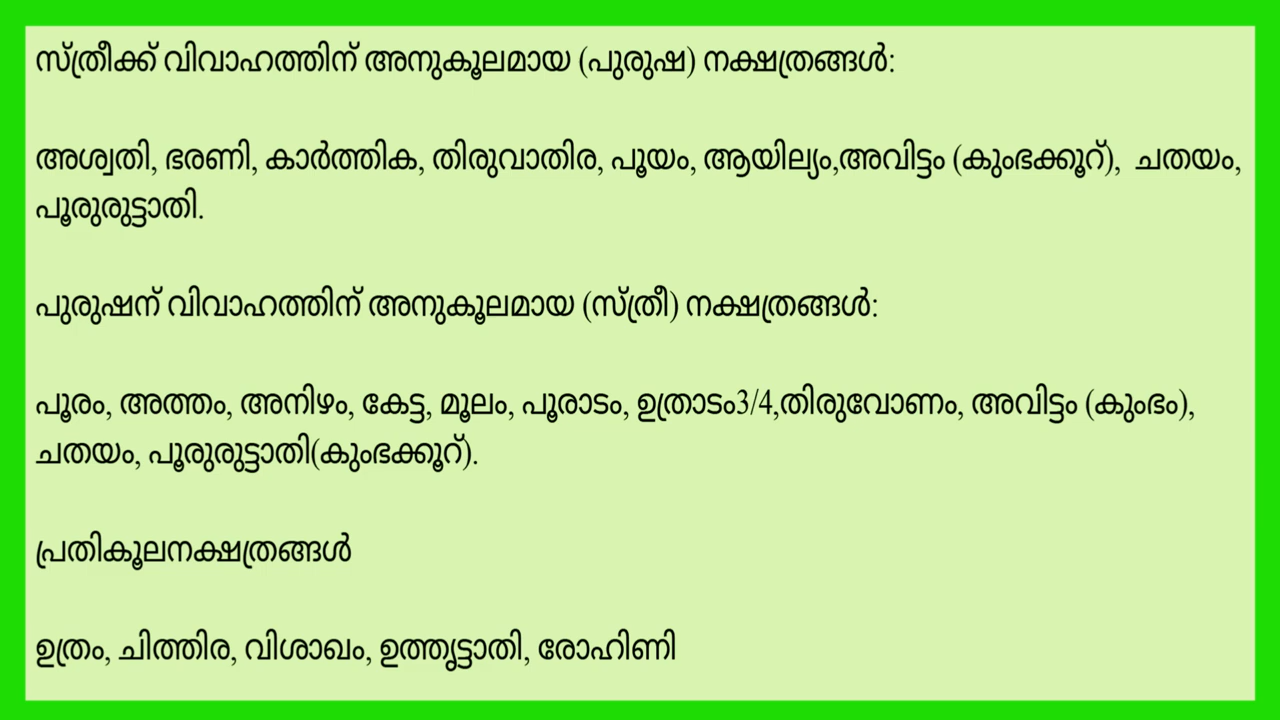 സ്ത്രീക്ക് വിവാഹത്തിന് അനുകൂലമായ (പുരുഷ) നക്ഷത്രങ്ങൾ:
അശ്വതി, ഭരണി, കാർത്തിക, തിരുവാതിര, പൂയം, ആയില്യം,അവിട്ടം (കുംഭക്കൂറ്), ചതയം,
പൂരുരുട്ടാതി.
പുരുഷന് വിവാഹത്തിന് അനുകൂലമായ (സ്ത്രീ) നക്ഷത്രങ്ങൾ:
പൂരം, അത്തം, അനിഴം, കേട്ട, മൂലം, പൂരാടം, ഉത്രാടം3/4,തിരുവോണം, അവിട്ടം (കുംഭം),
ചതയം, പൂരുരുട്ടാതി(കുംഭക്കൂറ്).
പ്രതികൂലനക്ഷത്രങ്ങൾ
ഉത്രം, ചിത്തിര, വിശാഖം, ഉത്തൃട്ടാതി, രോഹിണി